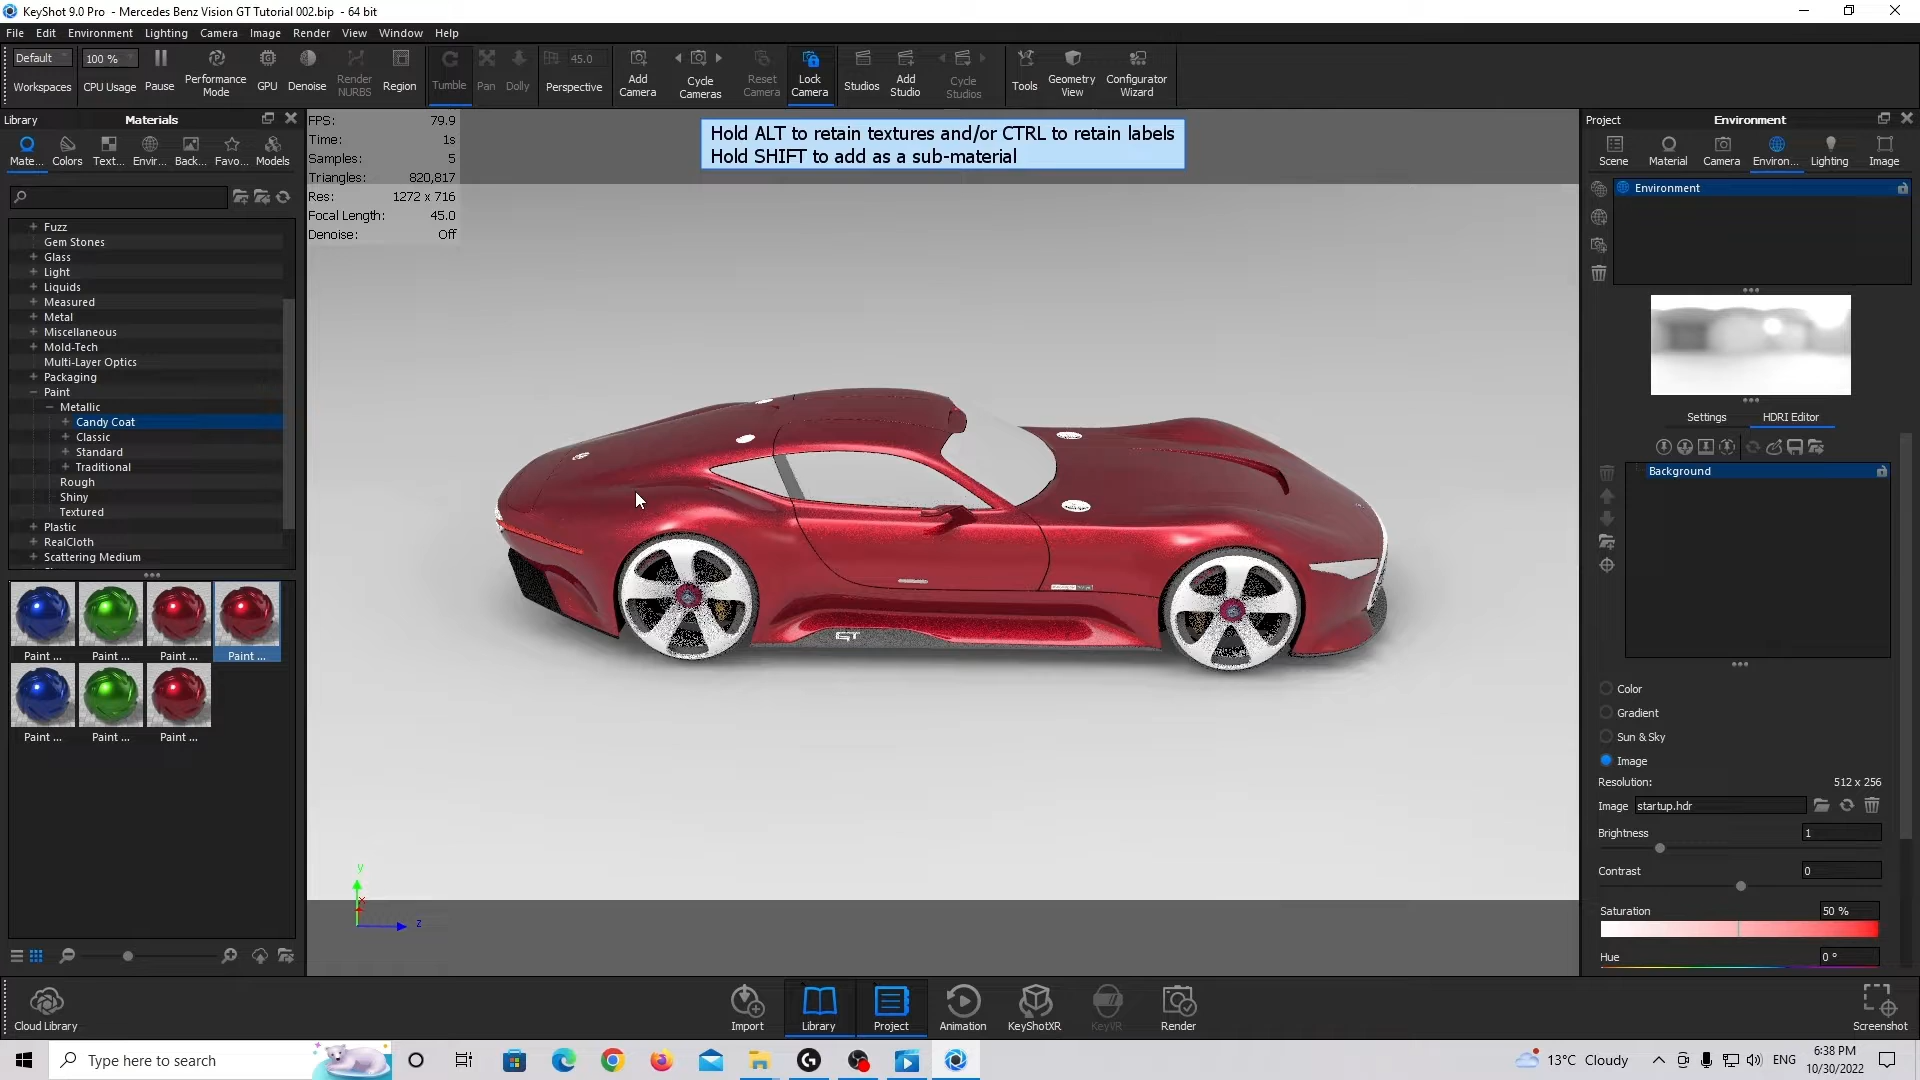 KeyShot 9.0 Pro  - Mercedes Benz Vision GT Tutorial 002.bip  - 64 bit
File Edit Environment Lighting Camera Image Render View Window Help
Default 100 % 45.0
Workspaces CPU Usage Pause Performance Mode GPU Denoise Render NURBS Region Tumble Pan Dolly Perspective Add Camera Cycle Cameras Reset Camera Lock Camera Studios Add Studio Cycle Studios Tools Geometry View Configurator Wizard
Library Materials
Mate... Colors Text... Envir... Back... Favo... Models
Fuzz
Gem Stones
Glass
Light
Liquids
Measured
Metal
Miscellaneous
Mold-Tech
Multi-Layer Optics
Packaging
Paint
Metallic
Candy Coat
Classic
Standard
Traditional
Rough
Shiny
Textured
Plastic
RealCloth
Scattering Medium
Paint ... Paint ... Paint ... Paint ...
Paint ... Paint ... Paint ...
FPS: 79.9
Time: 1s
Samples: 5
Triangles: 820,817
Res: 1272 x 716
Focal Length: 45.0
Denoise: Off
Hold ALT to retain textures and/or CTRL to retain labels
Hold SHIFT to add as a sub-material
GT
y
x
z
Project Environment
Scene Material Camera Environ... Lighting Image
Environment
Settings HDRI Editor
Background
Color
Gradient
Sun & Sky
Image
Resolution: 512 x 256
Image startup.hdr
Brightness 1
Contrast 0
Saturation 50 %
Hue 0 °
Cloud Library Import Library Project Animation KeyShotXR KeyVR Render Screenshot
Type here to search
13°C Cloudy
ENG
6:38 PM
10/30/2022